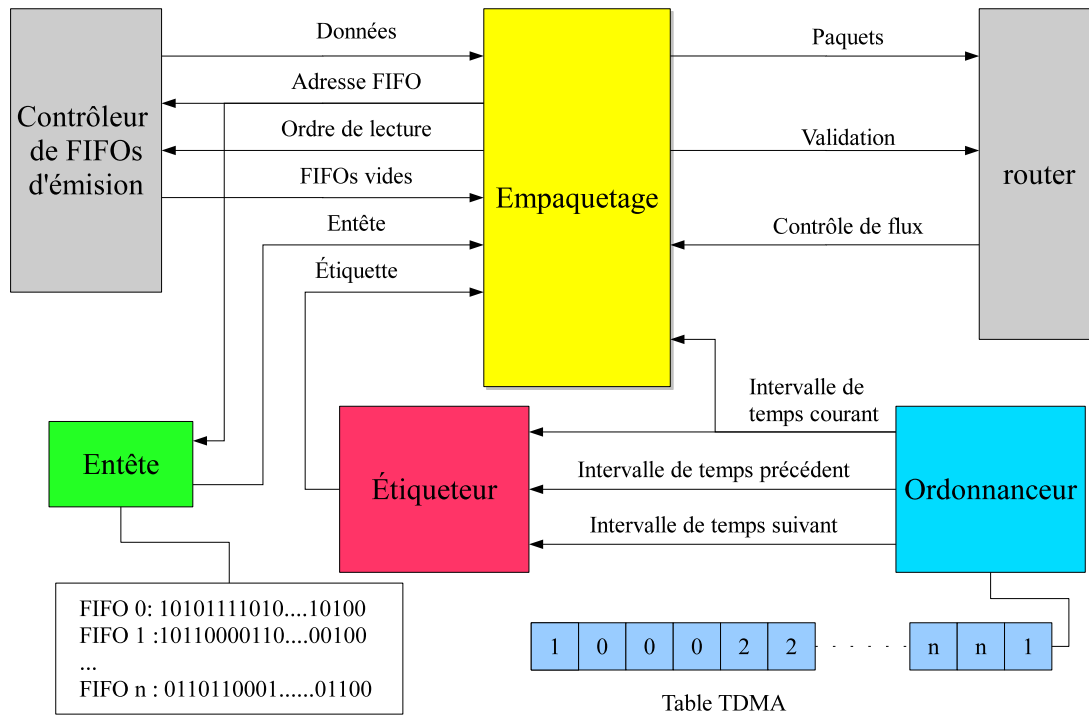 Données
Paquets
Adresse FIFO
Contrôleur
de FIFOs
d'émision
Ordre de lecture
Validation
FIFOs vides
Empaquetage
router
Entête
Contrôle de flux
Étiquette
Intervalle de
temps courant
Entête
Étiqueteur
Intervalle de temps précédent
Ordonnanceur
Intervalle de temps suivant
FIFO 0: 10101111010....10100
FIFO 1 :10110000110....00100
...
FIFO n : 0110110001......01100
1 0 0 0 2 2 . . . . . . n n 1
Table TDMA